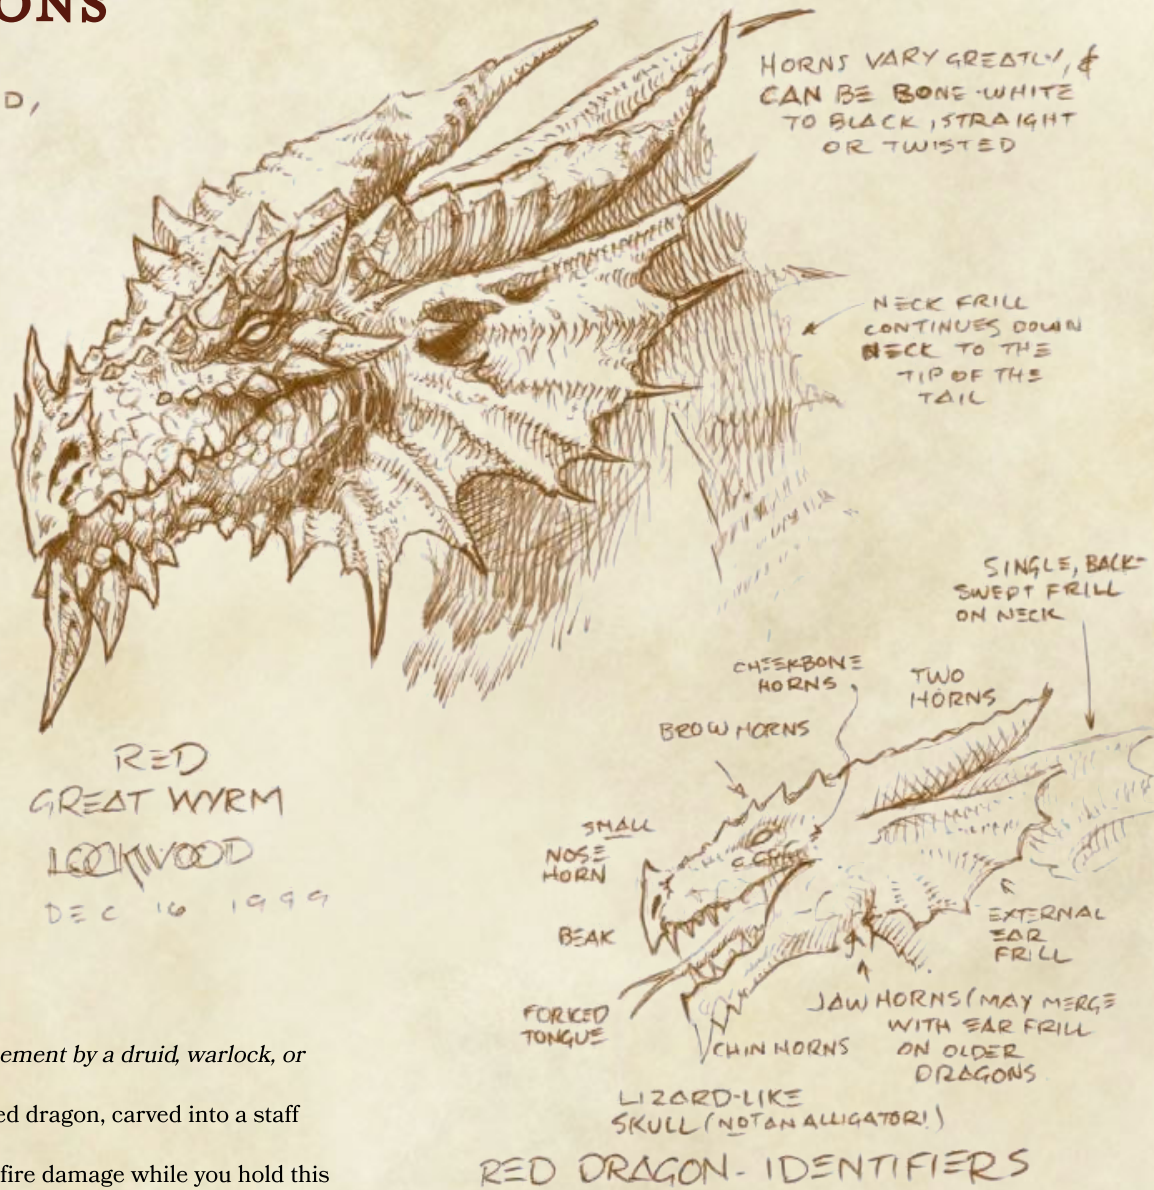 ONS
D,
HORNS VARY GREATLY, &
CAN BE BONE-WHITE
TO BLACK, STRAIGHT
OR TWISTED
NECK FRILL
CONTINUES DOWN
NECK TO THE
TIP OF THE
TAIL
SINGLE, BACK-
SWEPT FRILL
ON NECK
CHEEKBONE
HORNS
TWO
HORNS
BROW HORNS
RED
GREAT WYRM
LOCKWOOD
DEC 16 1999
SMALL
NOSE
HORN
BEAK
FORKED
TONGUE
EXTERNAL
EAR
FRILL
JAW HORNS (MAY MERGE
WITH EAR FRILL
ON OLDER
DRAGONS
CHIN HORNS
LIZARD-LIKE
SKULL (NOT AN ALLIGATOR!)
RED DRAGON - IDENTIFIERS
ement by a druid, warlock, or
ed dragon, carved into a staff
fire damage while you hold this